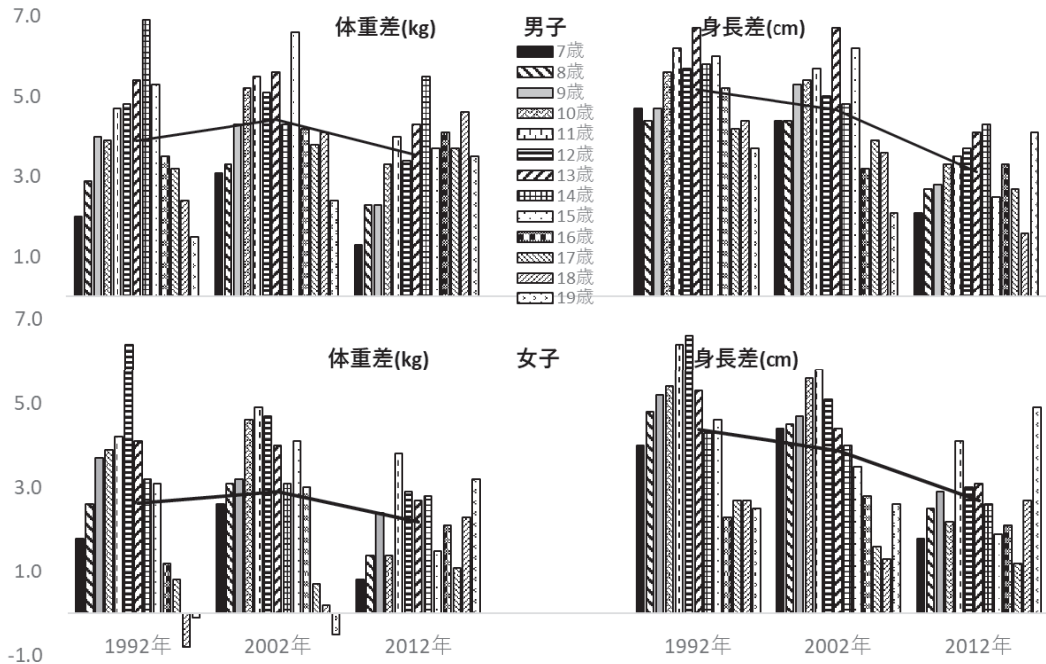 体重差(kg)
男子
身長差(cm)
7.0
5.0
3.0
1.0
7歳
8歳
9歳
10歳
11歳
12歳
13歳
14歳
15歳
16歳
17歳
18歳
19歳
体重差(kg)
女子
身長差(cm)
7.0
5.0
3.0
1.0
-1.0
1992年
2002年
2012年
1992年
2002年
2012年